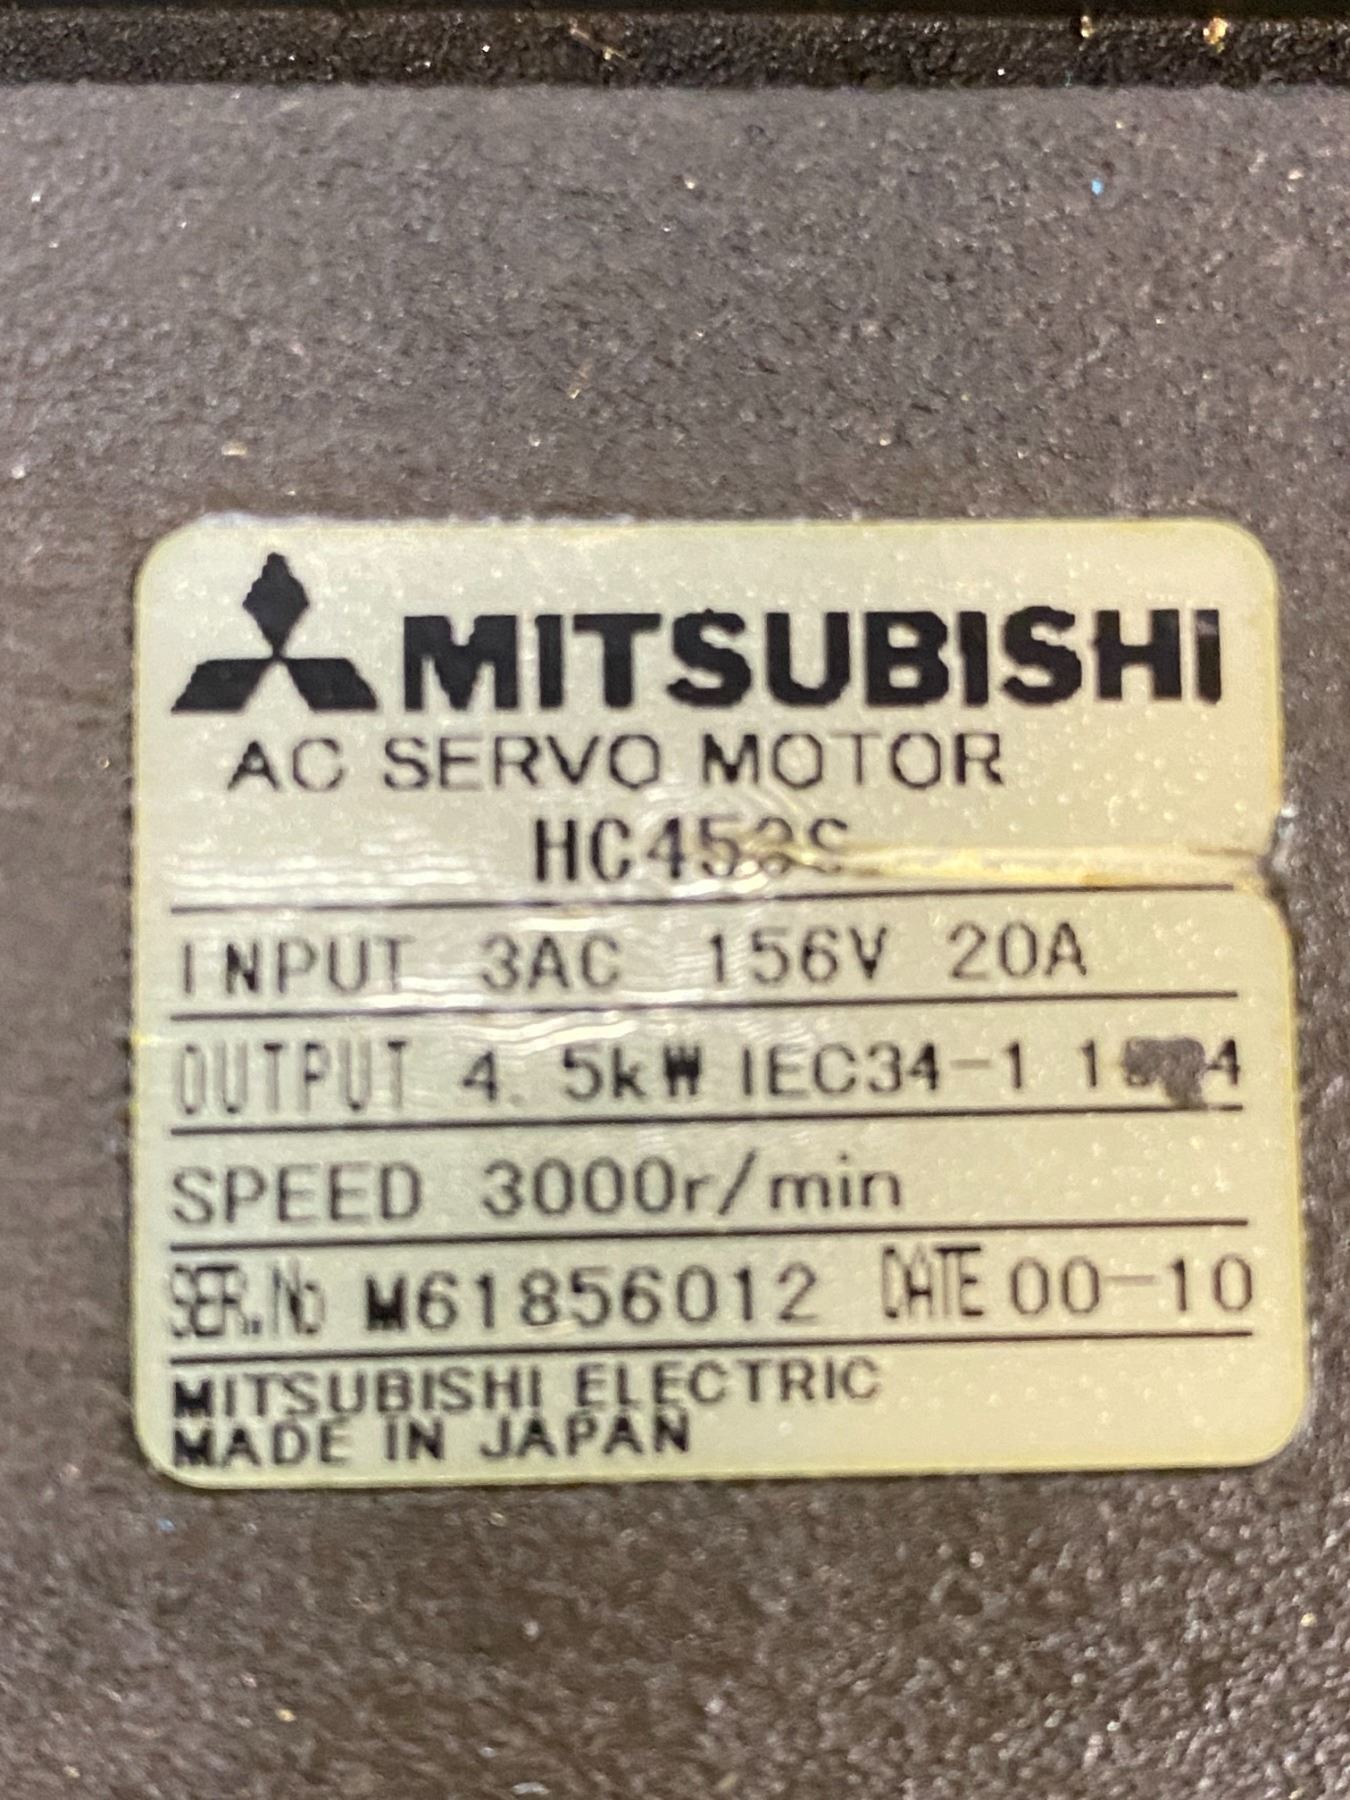 MITSUBISHI
AC SERVO MOTOR
INPUT 3AC 156V 20A
OUTPUT 4. 5kW IEC34-1
SPEED 3000r/min
SER.No M61856012 DATE 00-10
MITSUBISHI ELECTRIC
MADE IN JAPAN